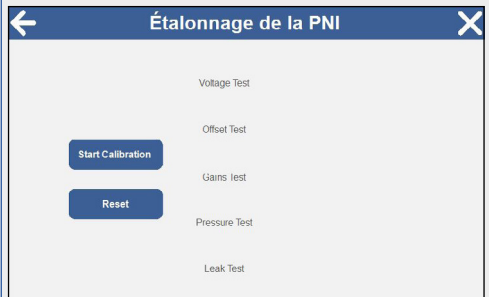 Étalonnage de la PNI
Voltage Test
Offset Test
Start Calibration
Gains Test
Reset
Pressure Test
Leak Test